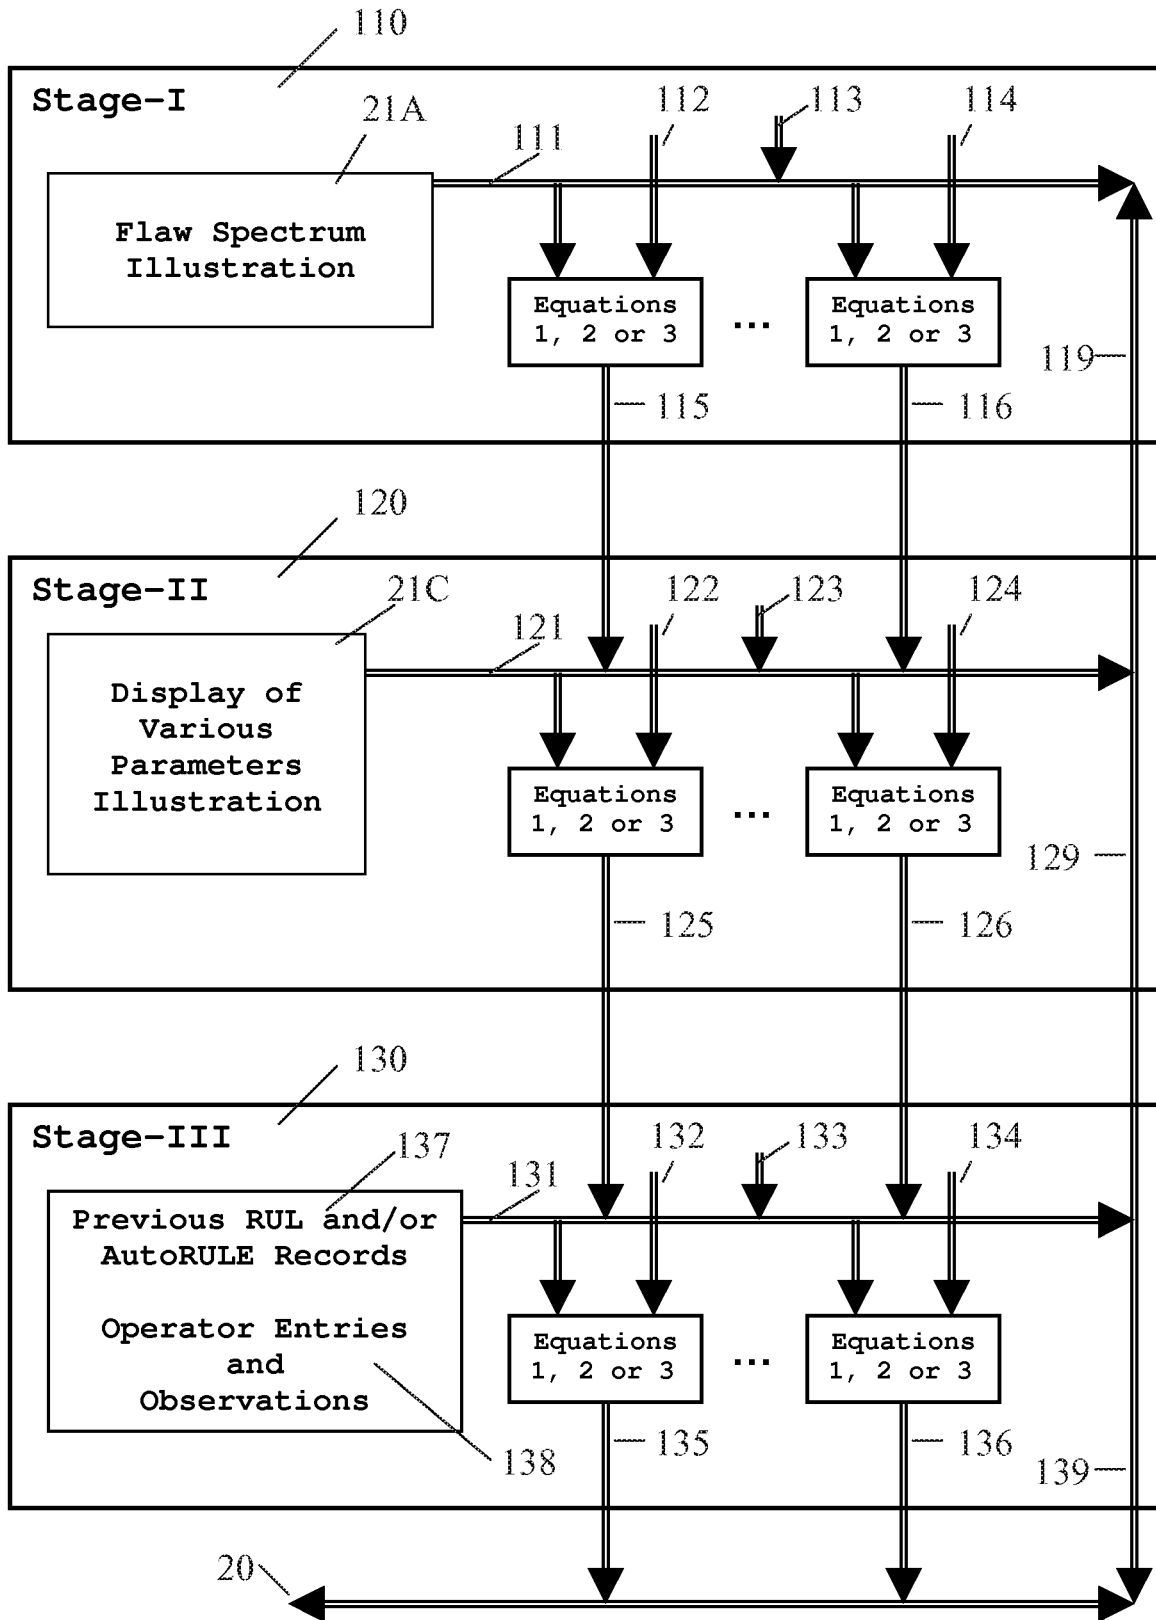 110
Stage-I
21A
111
112
113
114
Flaw Spectrum
Illustration
Equations
1, 2 or 3
...
Equations
1, 2 or 3
119
115
116
120
Stage-II
21C
121
122
123
124
Display of
Various
Parameters
Illustration
Equations
1, 2 or 3
...
Equations
1, 2 or 3
129
125
126
130
Stage-III
137
131
132
133
134
Previous RUL and/or
AutoRULE Records
Operator Entries
and
Observations
Equations
1, 2 or 3
...
Equations
1, 2 or 3
138
135
136
139
20